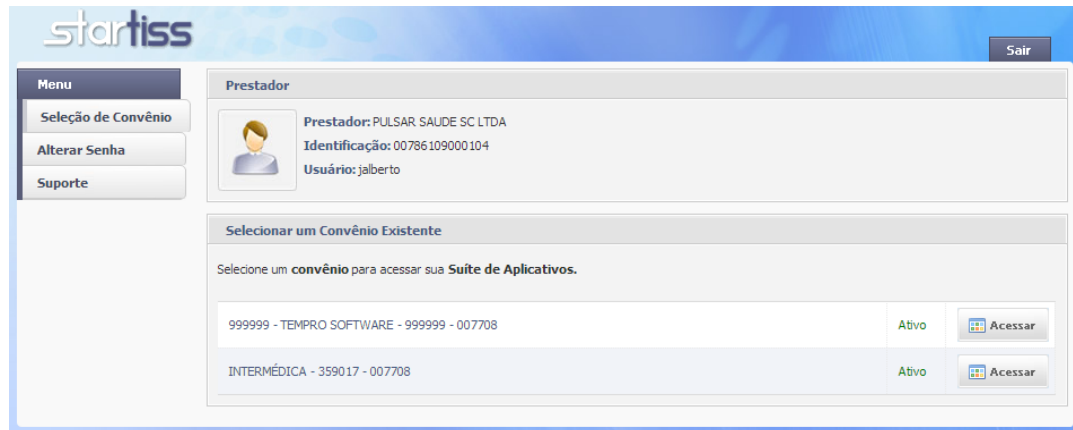 startiss
Sair
Menu
Seleção de Convênio
Alterar Senha
Suporte
Prestador
Prestador: PULSAR SAUDE SC LTDA
Identificação: 00786109000104
Usuário: jalberto
Selecionar um Convênio Existente
Selecione um convênio para acessar sua Suíte de Aplicativos.
999999 - TEMPRO SOFTWARE - 999999 - 007708 Ativo Acessar
INTERMÉDICA - 359017 - 007708 Ativo Acessar